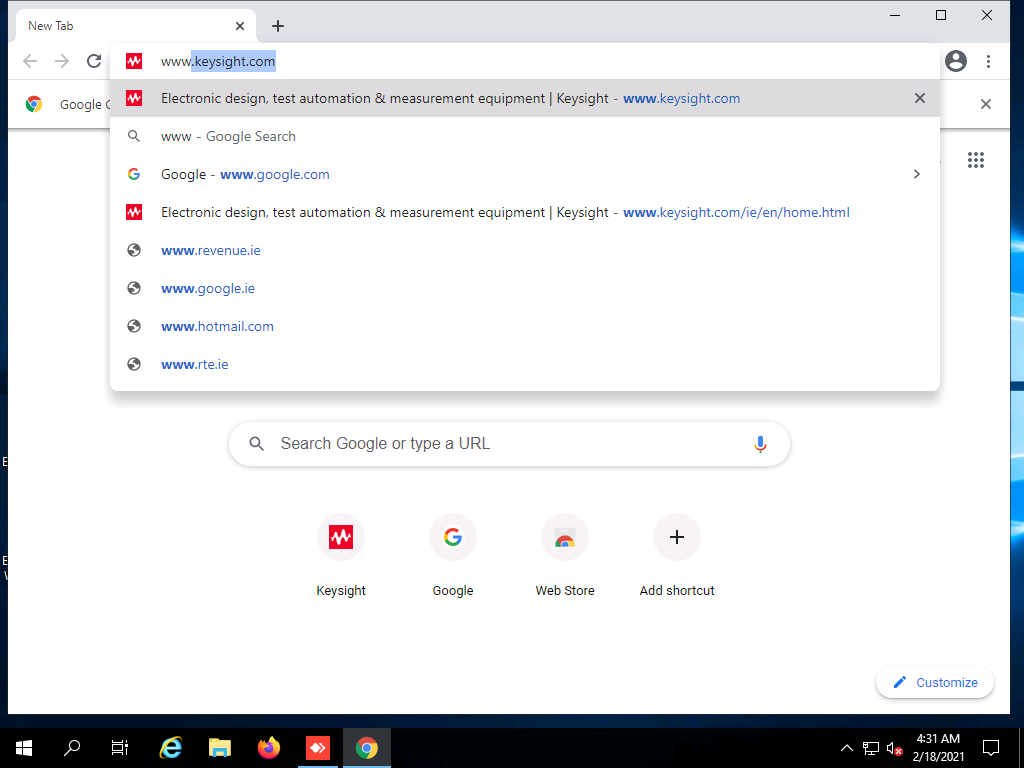 New Tab
www.keysight.com
Google C
Electronic design, test automation & measurement equipment | Keysight - www.keysight.com
www - Google Search
Google - www.google.com
Electronic design, test automation & measurement equipment | Keysight - www.keysight.com/ie/en/home.html
www.revenue.ie
www.google.ie
www.hotmail.com
www.rte.ie
Search Google or type a URL
Keysight
Google
Web Store
Add shortcut
Customize
4:31 AM
2/18/2021